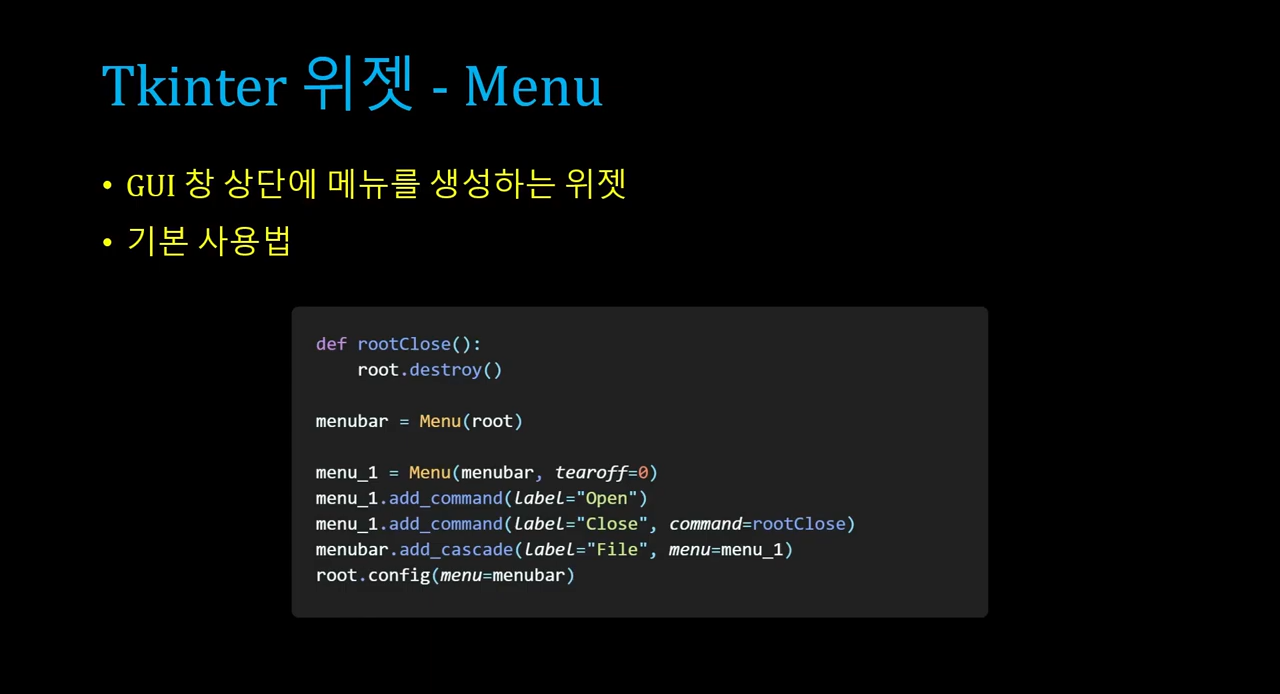 Tkinter 위젯 - Menu
• GUI 창 상단에 메뉴를 생성하는 위젯
• 기본 사용법
def rootClose():
    root.destroy()
menubar = Menu(root)
menu_1 = Menu(menubar, tearoff=0)
menu_1.add_command(label="Open")
menu_1.add_command(label="Close", command=rootClose)
menubar.add_cascade(label="File", menu=menu_1)
root.config(menu=menubar)